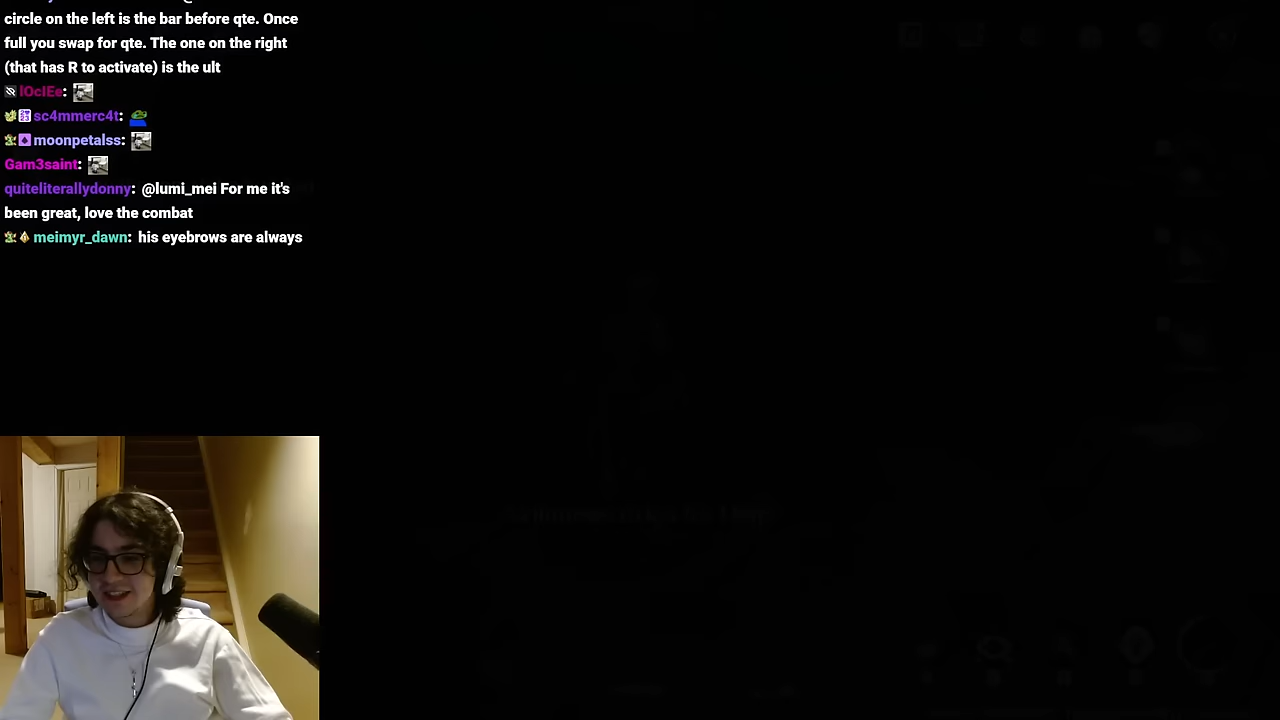 circle on the left is the bar before qte. Once
full you swap for qte. The one on the right
(that has R to activate) is the ult
lOclEe:
sc4mmerc4t:
moonpetalss:
Gam3saint:
quiteliterallydonny: @lumi_mei For me it's
been great, love the combat
meimyr_dawn: his eyebrows are always